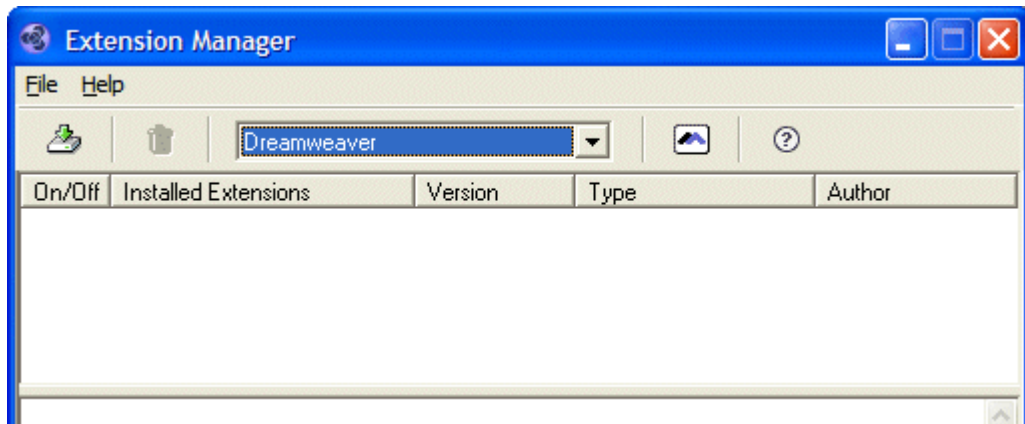 Extension Manager
File Help
Dreamweaver
On/Off Installed Extensions Version Type Author